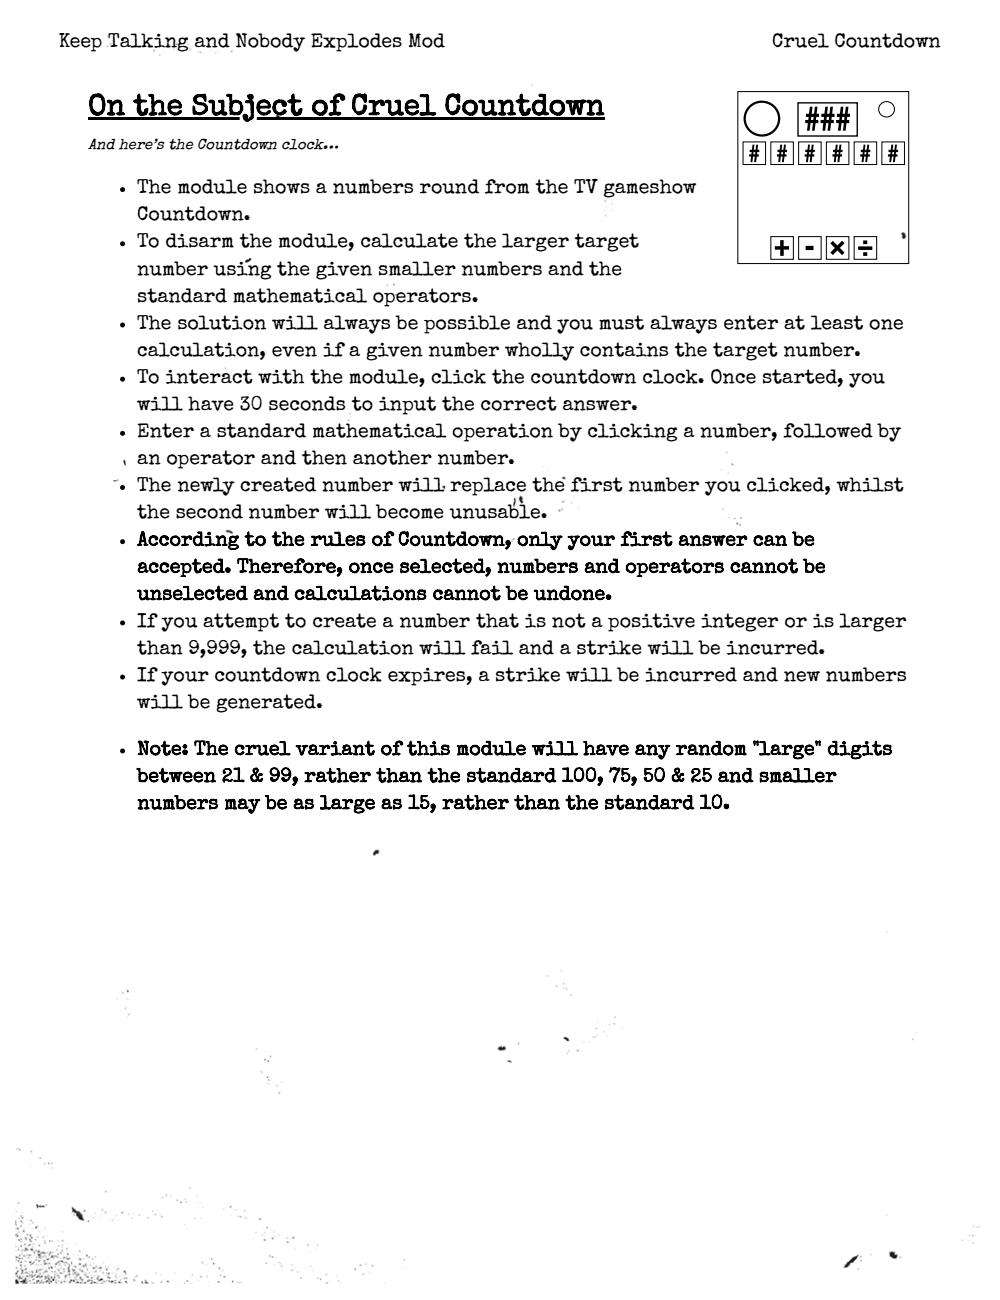 Keep Talking and Nobody Explodes Mod
Cruel Countdown
On the Subject of Cruel Countdown
And here's the Countdown clock...
###
# # # # # #
+ - × ÷
• The module shows a numbers round from the TV gameshow
Countdown.
• To disarm the module, calculate the larger target
number using the given smaller numbers and the
standard mathematical operators.
• The solution will always be possible and you must always enter at least one
calculation, even if a given number wholly contains the target number.
• To interact with the module, click the countdown clock. Once started, you
will have 30 seconds to input the correct answer.
• Enter a standard mathematical operation by clicking a number, followed by
an operator and then another number.
• The newly created number will replace the first number you clicked, whilst
the second number will become unusable.
• According to the rules of Countdown, only your first answer can be
accepted. Therefore, once selected, numbers and operators cannot be
unselected and calculations cannot be undone.
• If you attempt to create a number that is not a positive integer or is larger
than 9,999, the calculation will fail and a strike will be incurred.
• If your countdown clock expires, a strike will be incurred and new numbers
will be generated.
• Note: The cruel variant of this module will have any random "large" digits
between 21 & 99, rather than the standard 100, 75, 50 & 25 and smaller
numbers may be as large as 15, rather than the standard 10.